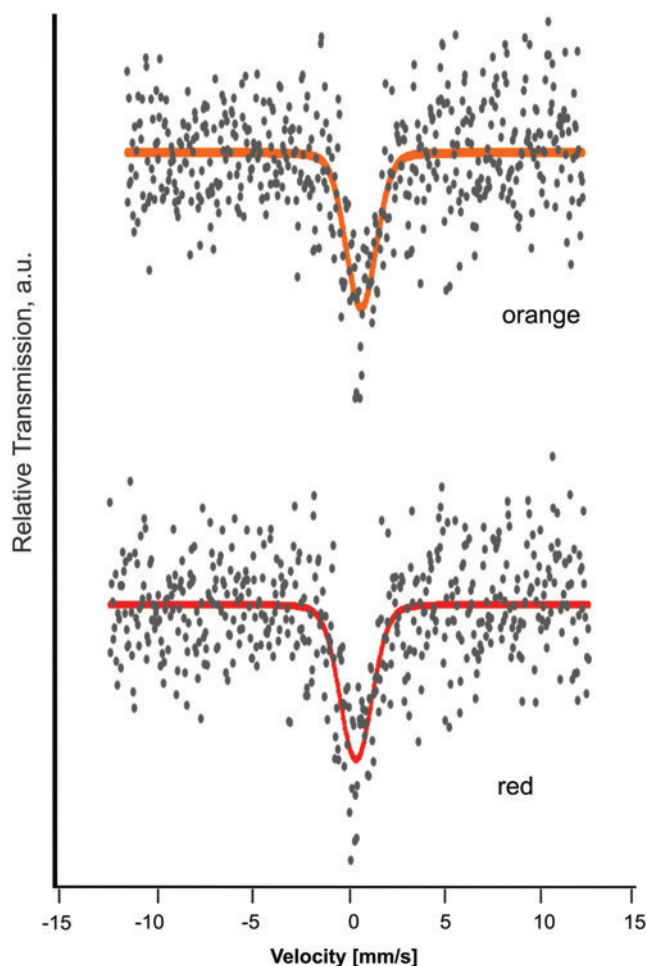 Relative Transmission, a.u.
orange
red
-15 -10 -5 0 5 10 15
Velocity [mm/s]